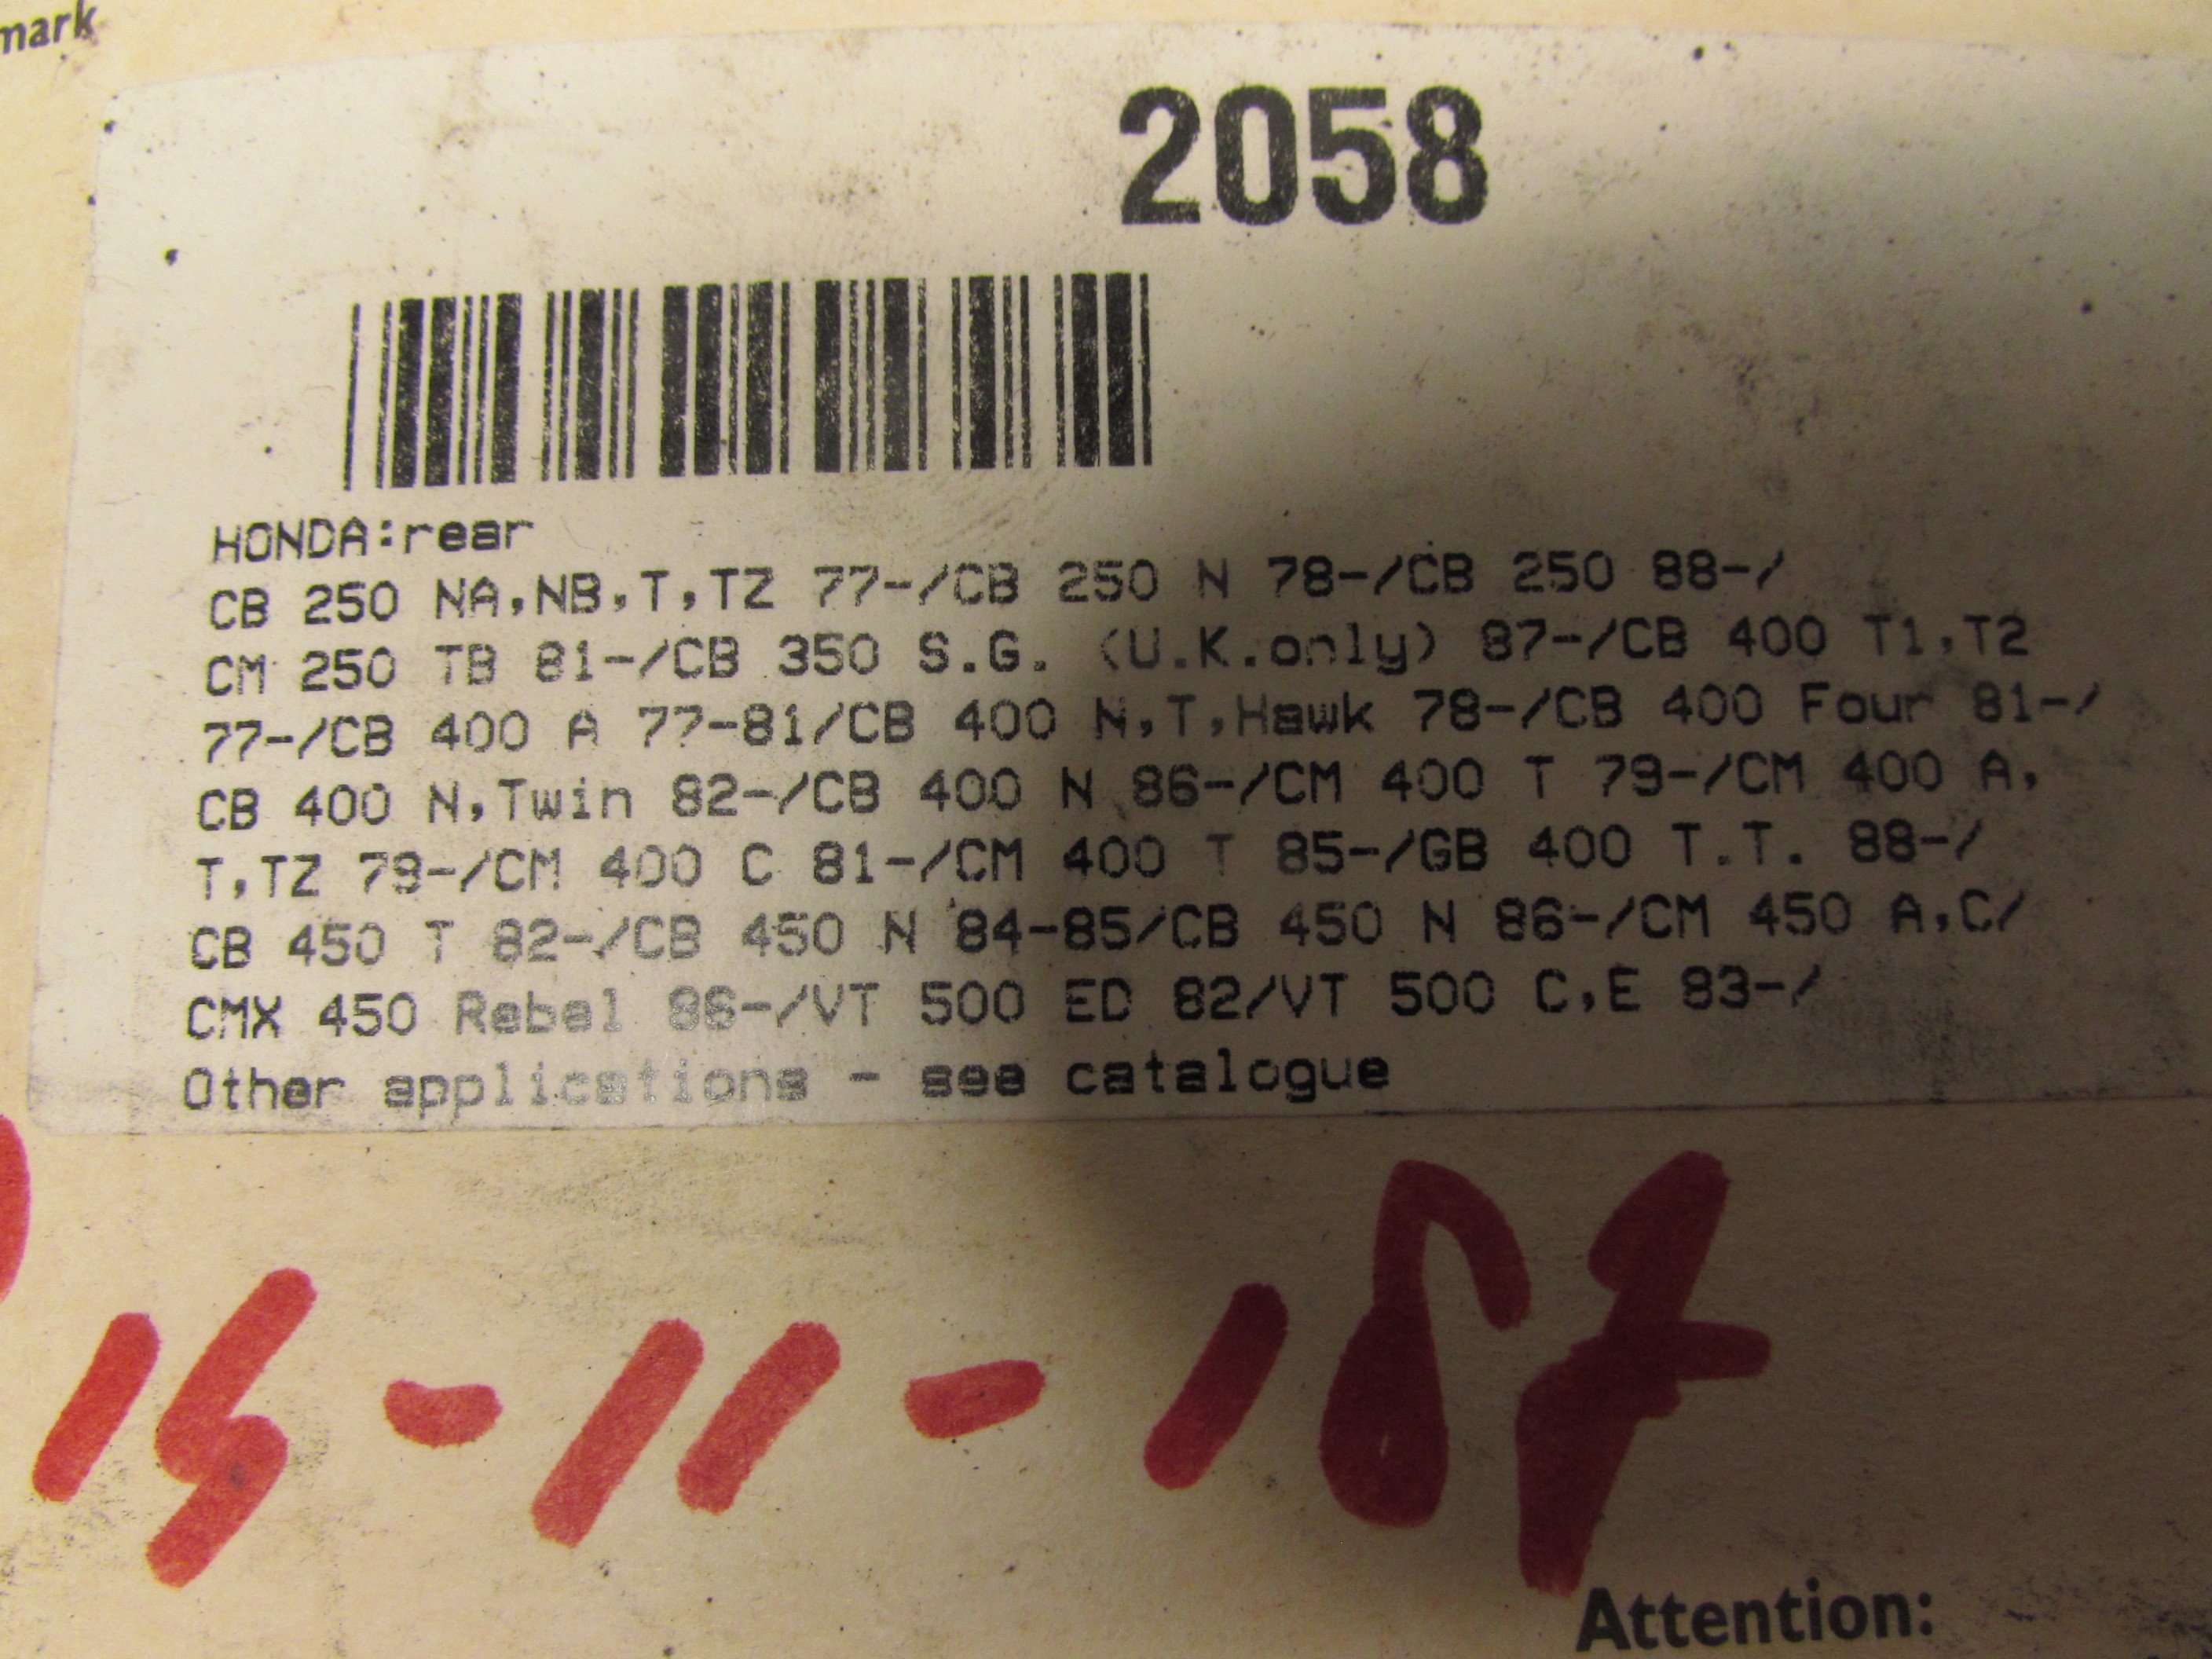 mark
2058
HONDA:rear
CB 250 NA,NB,T,TZ 77-/CB 250 N 78-/CB 250 88-/
CM 250 TB 81-/CB 350 S.G. (U.K.only) 87-/CB 400 T1,T2
77-/CB 400 A 77-81/CB 400 N,T,Hawk 78-/CB 400 Four 81-/
CB 400 N,Twin 82-/CB 400 N 86-/CM 400 T 79-/CM 400 A,
T,TZ 79-/CM 400 C 81-/CM 400 T 85-/GB 400 T.T. 88-/
CB 450 T 82-/CB 450 N 84-85/CB 450 N 86-/CM 450 A,C/
CMX 450 Rebel 86-/VT 500 ED 82/VT 500 C,E 83-/
Other applications - see catalogue
15-11-187
Attention: